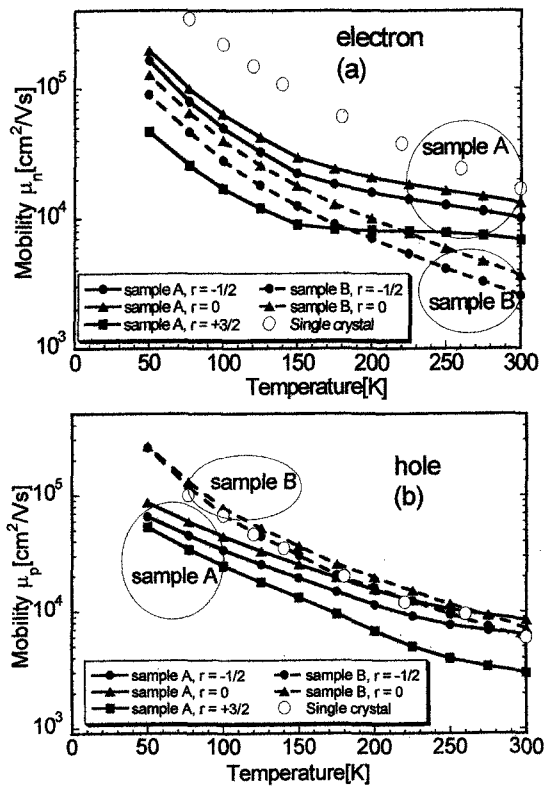 electron
(a)
10⁵
sample A
10⁴
Mobility μn[cm²/Vs]
sample A, r = -1/2
sample B, r = -1/2
sample A, r = 0
sample B, r = 0
sample A, r = +3/2
Single crystal
sample B
10³
0 50 100 150 200 250 300
Temperature[K]
hole
(b)
sample B
10⁵
sample A
10⁴
Mobility μp[cm²/Vs]
sample A, r = -1/2
sample B, r = -1/2
sample A, r = 0
sample B, r = 0
sample A, r = +3/2
Single crystal
10³
0 50 100 150 200 250 300
Temperature[K]